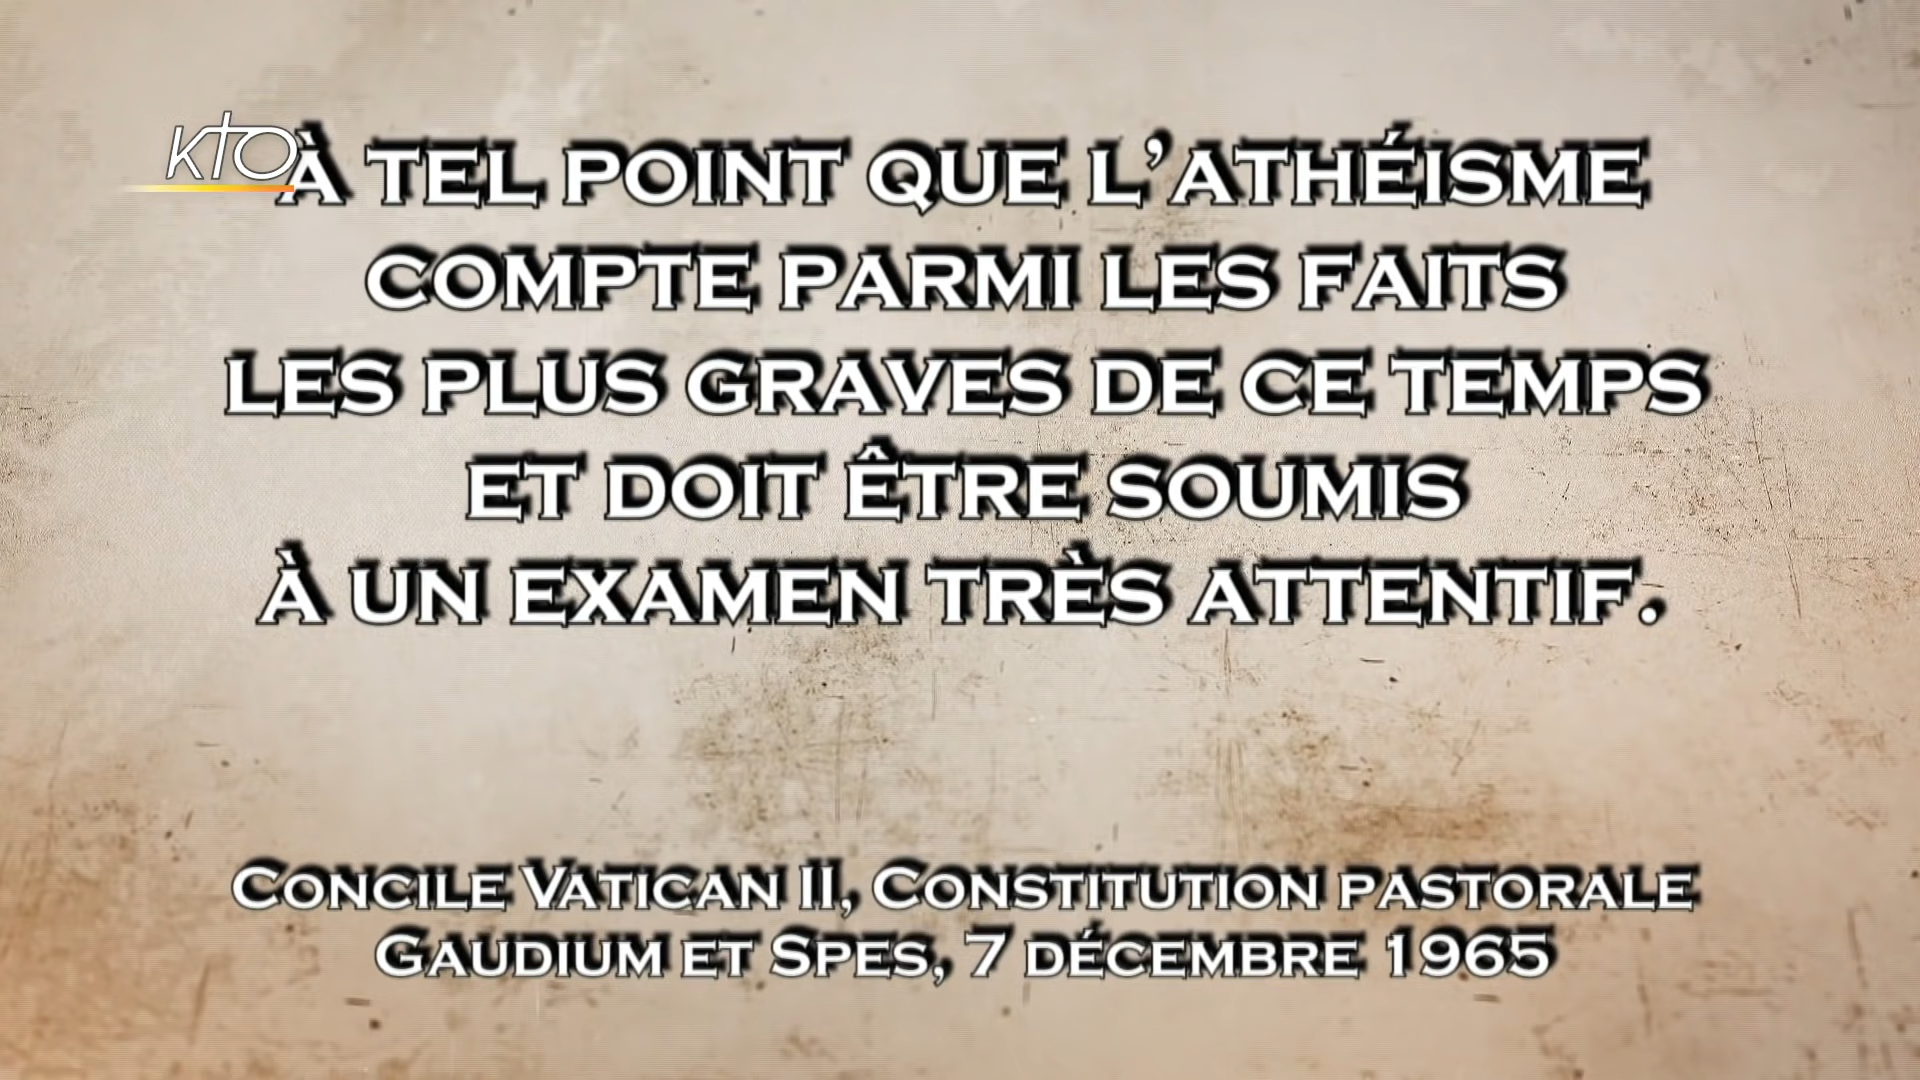 KTO
À TEL POINT QUE L’ATHÉISME
COMPTE PARMI LES FAITS
LES PLUS GRAVES DE CE TEMPS
ET DOIT ÊTRE SOUMIS
À UN EXAMEN TRÈS ATTENTIF.
CONCILE VATICAN II, CONSTITUTION PASTORALE
GAUDIUM ET SPES, 7 DÉCEMBRE 1965